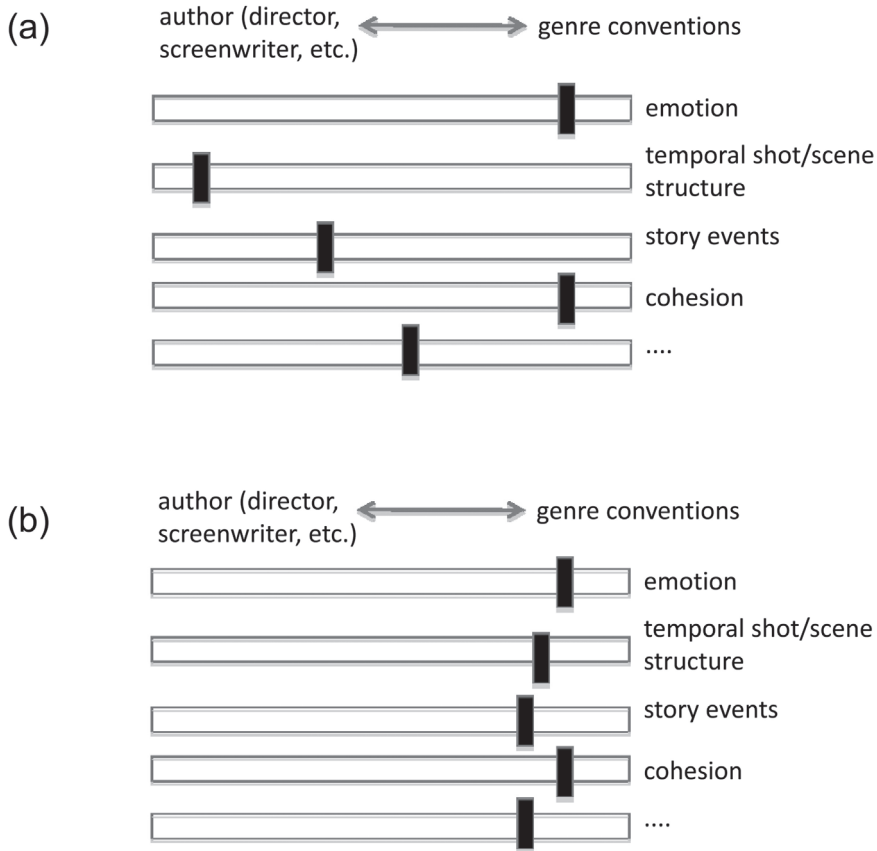 (a)
author (director,
screenwriter, etc.)
genre conventions
emotion
temporal shot/scene
structure
story events
cohesion
....
(b)
author (director,
screenwriter, etc.)
genre conventions
emotion
temporal shot/scene
structure
story events
cohesion
....